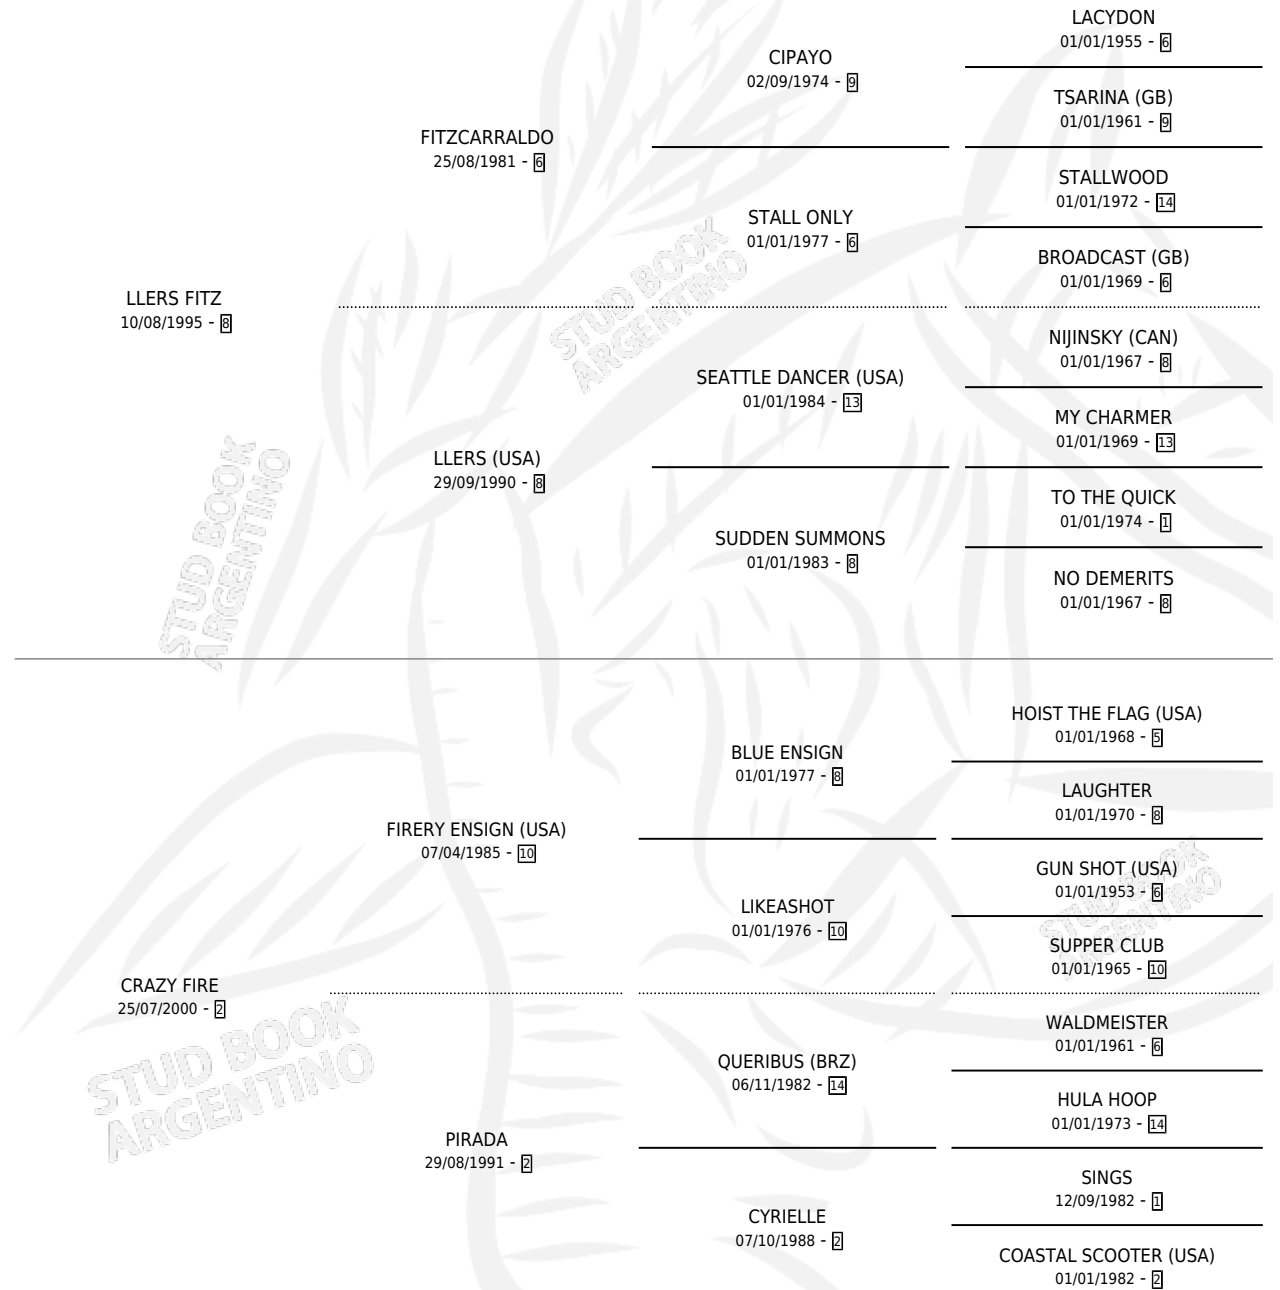 LACYDON
01/01/1955 - 6
CIPAYO
02/09/1974 - 9
TSARINA (GB)
01/01/1961 - 9
FITZCARRALDO
25/08/1981 - 6
STALLWOOD
01/01/1972 - 14
STALL ONLY
01/01/1977 - 6
BROADCAST (GB)
01/01/1969 - 6
LLERS FITZ
10/08/1995 - 8
NIJINSKY (CAN)
01/01/1967 - 8
SEATTLE DANCER (USA)
01/01/1984 - 13
MY CHARMER
01/01/1969 - 13
LLERS (USA)
29/09/1990 - 8
TO THE QUICK
01/01/1974 - 1
SUDDEN SUMMONS
01/01/1983 - 8
NO DEMERITS
01/01/1967 - 8
HOIST THE FLAG (USA)
01/01/1968 - 5
BLUE ENSIGN
01/01/1977 - 8
LAUGHTER
01/01/1970 - 8
FIRERY ENSIGN (USA)
07/04/1985 - 10
GUN SHOT (USA)
01/01/1953 - 6
LIKEASHOT
01/01/1976 - 10
SUPPER CLUB
01/01/1965 - 10
CRAZY FIRE
25/07/2000 - 2
WALDMEISTER
01/01/1961 - 6
QUERIBUS (BRZ)
06/11/1982 - 14
HULA HOOP
01/01/1973 - 14
PIRADA
29/08/1991 - 2
SINGS
12/09/1982 - 1
CYRIELLE
07/10/1988 - 2
COASTAL SCOOTER (USA)
01/01/1982 - 2
STUD BOOK
ARGENTINO
STUD BOOK
ARGENTINO
STUD BOOK
ARGENTINO
STUD BOOK
ARGENTINO